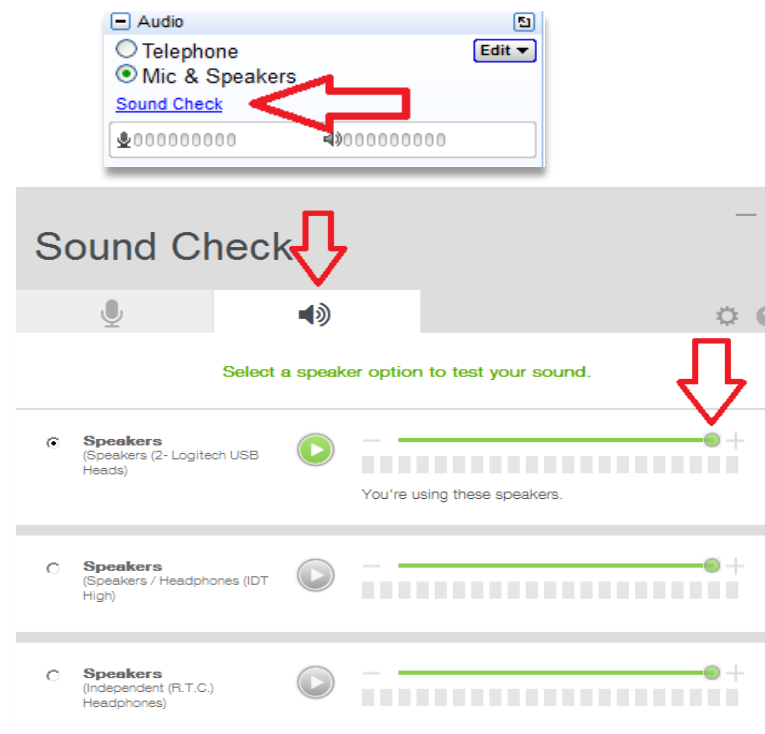 Audio
Telephone
Edit
Mic & Speakers
Sound Check
000000000 000000000
Sound Check
Select a speaker option to test your sound.
Speakers
(Speakers (2- Logitech USB
Heads)
You're using these speakers.
Speakers
(Speakers / Headphones (IDT
High)
Speakers
(Independent (R.T.C.)
Headphones)